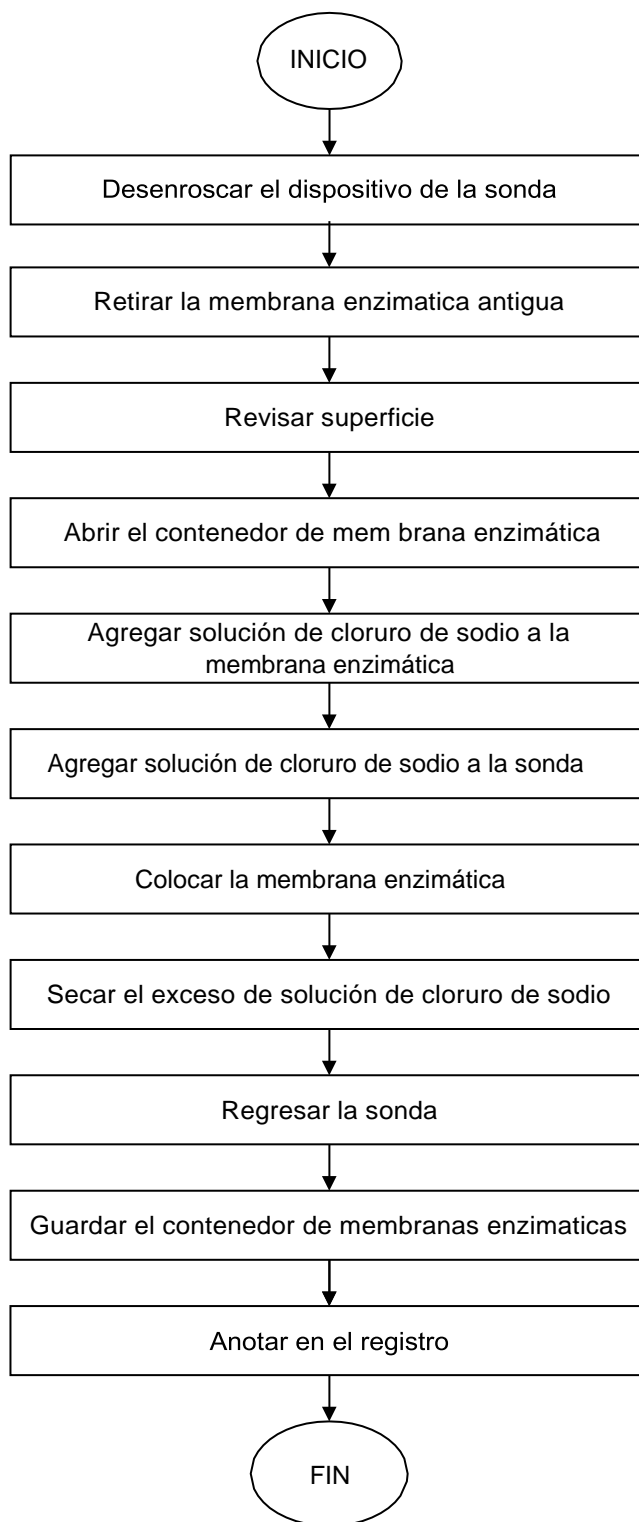 INICIO
Desenroscar el dispositivo de la sonda
Retirar la membrana enzimatica antigua
Revisar superficie
Abrir el contenedor de mem brana enzimática
Agregar solución de cloruro de sodio a la
membrana enzimática
Agregar solución de cloruro de sodio a la sonda
Colocar la membrana enzimática
Secar el exceso de solución de cloruro de sodio
Regresar la sonda
Guardar el contenedor de membranas enzimaticas
Anotar en el registro
FIN